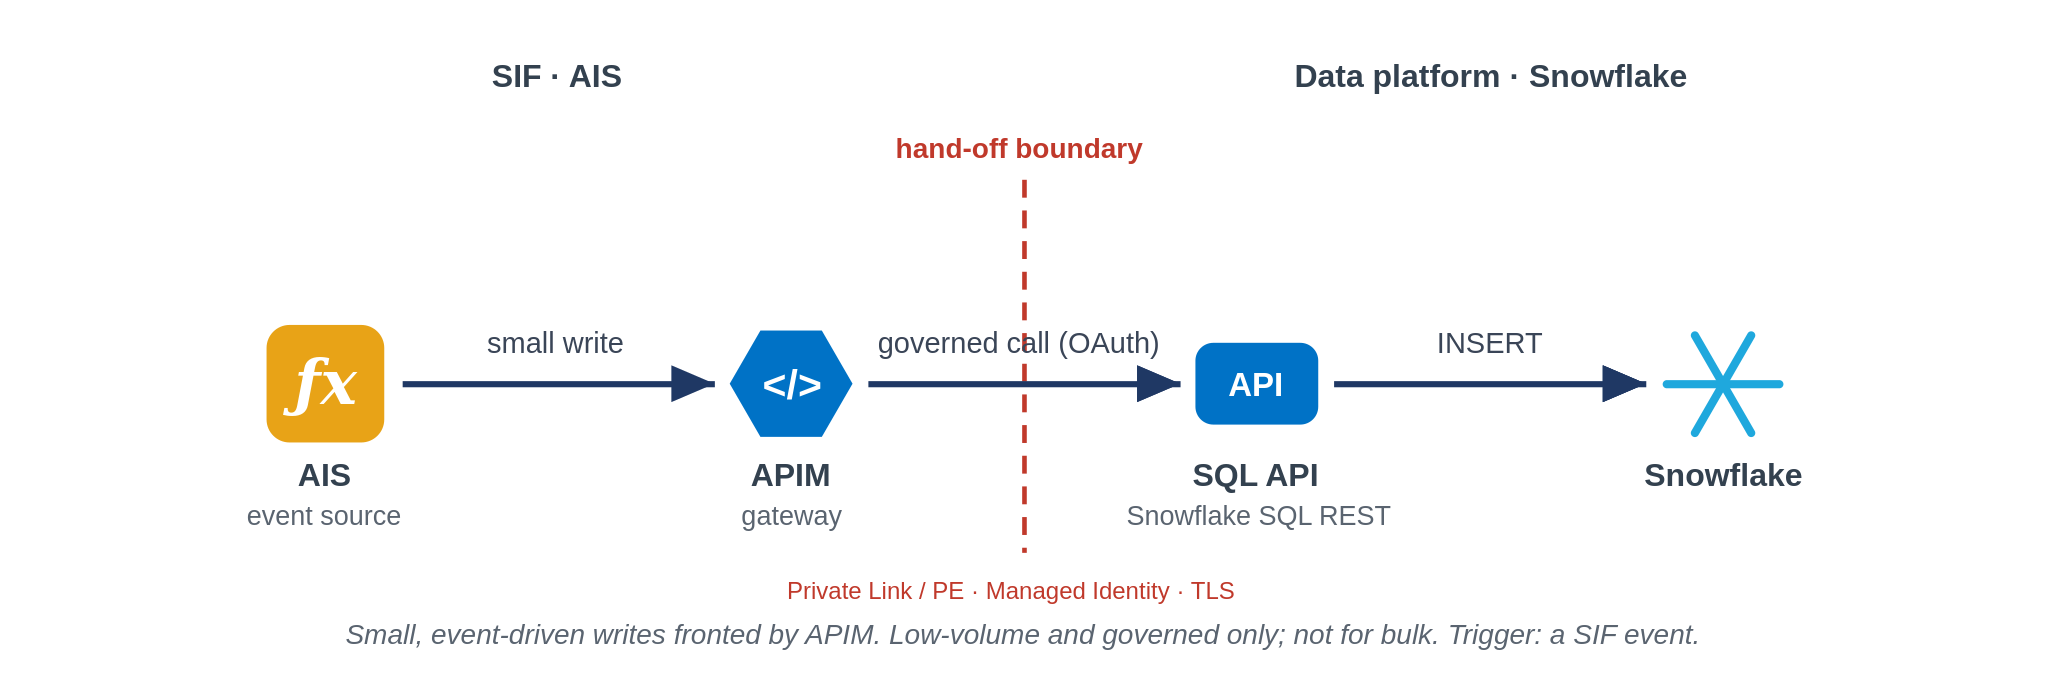 SIF · AIS
Data platform · Snowflake
hand-off boundary
small write
governed call (OAuth)
INSERT
fx
</>
API
AIS
APIM
SQL API
Snowflake
event source
gateway
Snowflake SQL REST
Private Link / PE · Managed Identity · TLS
Small, event-driven writes fronted by APIM. Low-volume and governed only; not for bulk. Trigger: a SIF event.